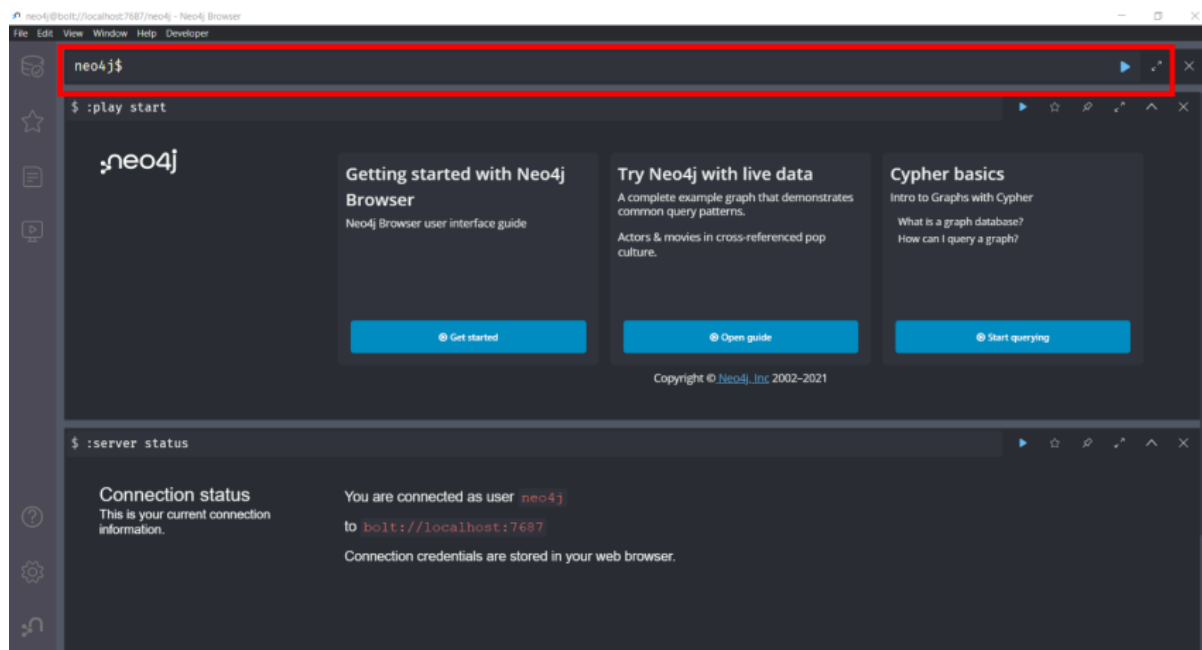 neo4j@bolt://localhost:7687/neo4j - Neo4j Browser
File Edit View Window Help Developer
neo4j$
$ :play start
neo4j
Getting started with Neo4j
Browser
Neo4j Browser user interface guide
Get started
Try Neo4j with live data
A complete example graph that demonstrates
common query patterns.
Actors & movies in cross-referenced pop
culture.
Open guide
Cypher basics
Intro to Graphs with Cypher
What is a graph database?
How can I query a graph?
Start querying
Copyright © Neo4j, Inc 2002–2021
$ :server status
Connection status
This is your current connection
information.
You are connected as user neo4j
to bolt://localhost:7687
Connection credentials are stored in your web browser.